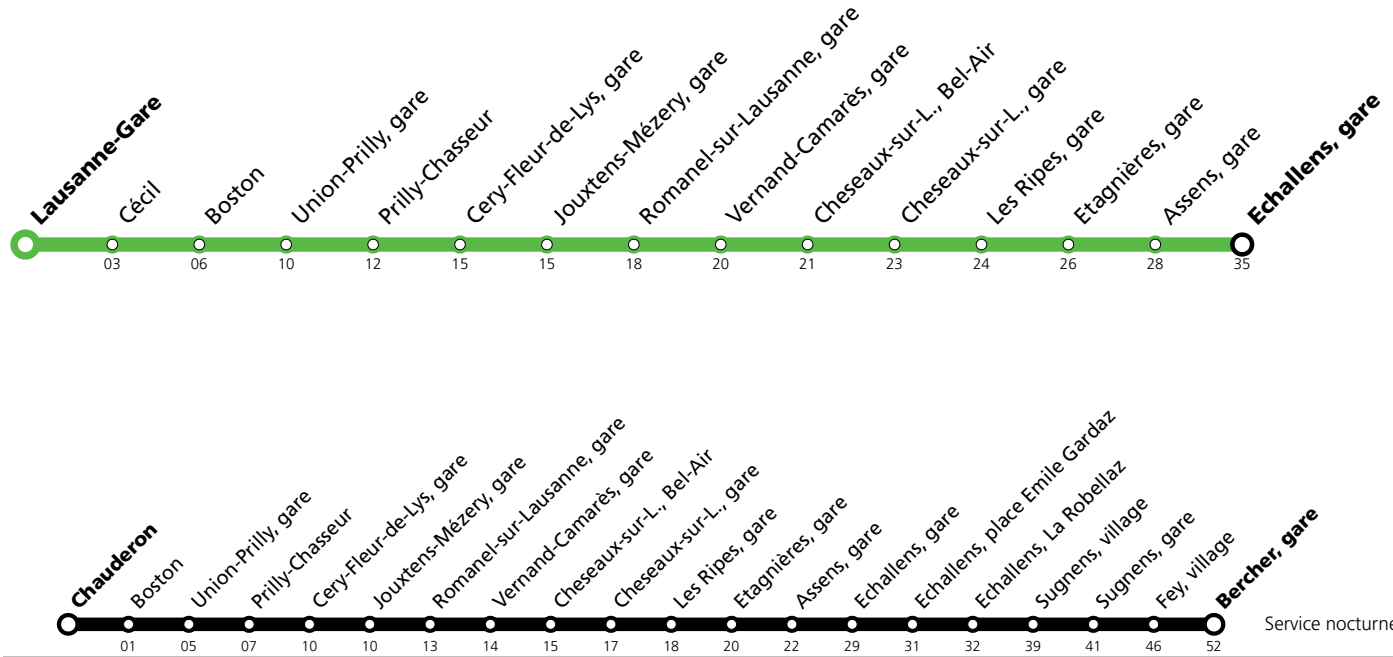 Lausanne-Gare
Cécil
Boston
Union-Prilly, gare
Prilly-Chasseur
Cery-Fleur-de-Lys, gare
Jouxtens-Mézery, gare
Romanel-sur-Lausanne, gare
Vernand-Camarès, gare
Cheseaux-sur-L., Bel-Air
Cheseaux-sur-L., gare
Les Ripes, gare
Etagnières, gare
Assens, gare
Echallens, gare
03 06 10 12 15 15 18 20 21 23 24 26 28 35
Chauderon
Boston
Union-Prilly, gare
Prilly-Chasseur
Cery-Fleur-de-Lys, gare
Jouxtens-Mézery, gare
Romanel-sur-Lausanne, gare
Vernand-Camarès, gare
Cheseaux-sur-L., Bel-Air
Cheseaux-sur-L., gare
Les Ripes, gare
Etagnières, gare
Assens, gare
Echallens, gare
Echallens, place Emile Gardaz
Echallens, La Robellaz
Sugnens, village
Sugnens, gare
Fey, village
Bercher, gare
Service nocturne
01 05 07 10 10 13 14 15 17 18 20 22 29 31 32 39 41 46 52